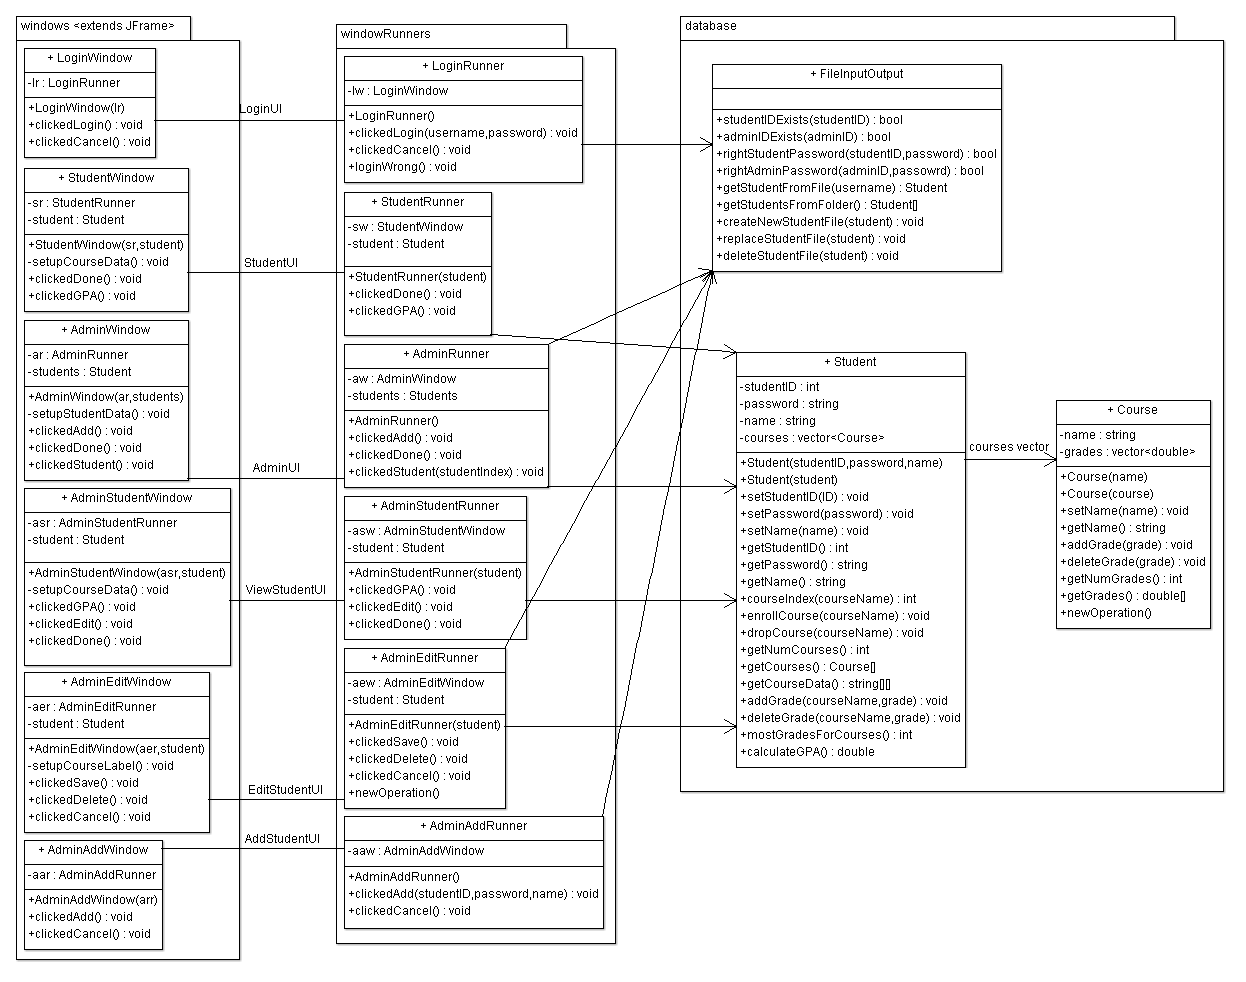 windows <extends JFrame>
+ LoginWindow
-lr : LoginRunner
+LoginWindow(lr)
+clickedLogin() : void
+clickedCancel() : void
+ StudentWindow
-sr : StudentRunner
-student : Student
+StudentWindow(sr,student)
-setupCourseData() : void
+clickedDone() : void
+clickedGPA() : void
+ AdminWindow
-ar : AdminRunner
-students : Student
+AdminWindow(ar,students)
-setupStudentData() : void
+clickedAdd() : void
+clickedDone() : void
+clickedStudent() : void
+ AdminStudentWindow
-asr : AdminStudentRunner
-student : Student
+AdminStudentWindow(asr,student)
-setupCourseData() : void
+clickedGPA() : void
+clickedEdit() : void
+clickedDone() : void
+ AdminEditWindow
-aer : AdminEditRunner
-student : Student
+AdminEditWindow(aer,student)
-setupCourseLabel() : void
+clickedSave() : void
+clickedDelete() : void
+clickedCancel() : void
+ AdminAddWindow
-aar : AdminAddRunner
+AdminAddWindow(arr)
+clickedAdd() : void
+clickedCancel() : void
LoginUI
StudentUI
AdminUI
ViewStudentUI
EditStudentUI
AddStudentUI
windowRunners
+ LoginRunner
-lw : LoginWindow
+LoginRunner()
+clickedLogin(username,password) : void
+clickedCancel() : void
+loginWrong() : void
+ StudentRunner
-sw : StudentWindow
-student : Student
+StudentRunner(student)
+clickedDone() : void
+clickedGPA() : void
+ AdminRunner
-aw : AdminWindow
-students : Students
+AdminRunner()
+clickedAdd() : void
+clickedDone() : void
+clickedStudent(studentIndex) : void
+ AdminStudentRunner
-asw : AdminStudentWindow
-student : Student
+AdminStudentRunner(student)
+clickedGPA() : void
+clickedEdit() : void
+clickedDone() : void
+ AdminEditRunner
-aew : AdminEditWindow
-student : Student
+AdminEditRunner(student)
+clickedSave() : void
+clickedDelete() : void
+clickedCancel() : void
+newOperation()
+ AdminAddRunner
-aaw : AdminAddWindow
+AdminAddRunner()
+clickedAdd(studentID,password,name) : void
+clickedCancel() : void
database
+ FileInputOutput
+studentIDExists(studentID) : bool
+adminIDExists(adminID) : bool
+rightStudentPassword(studentID,password) : bool
+rightAdminPassword(adminID,passowrd) : bool
+getStudentFromFile(username) : Student
+getStudentsFromFolder() : Student[]
+createNewStudentFile(student) : void
+replaceStudentFile(student) : void
+deleteStudentFile(student) : void
+ Student
-studentID : int
-password : string
-name : string
-courses : vector<Course>
+Student(studentID,password,name)
+Student(student)
+setStudentID(ID) : void
+setPassword(password) : void
+setName(name) : void
+getStudentID() : int
+getPassword() : string
+getName() : string
+courseIndex(courseName) : int
+enrollCourse(courseName) : void
+dropCourse(courseName) : void
+getNumCourses() : int
+getCourses() : Course[]
+getCourseData() : string[][]
+addGrade(courseName,grade) : void
+deleteGrade(courseName,grade) : void
+mostGradesForCourses() : int
+calculateGPA() : double
courses vector
+ Course
-name : string
-grades : vector<double>
+Course(name)
+Course(course)
+setName(name) : void
+getName() : string
+addGrade(grade) : void
+deleteGrade(grade) : void
+getNumGrades() : int
+getGrades() : double[]
+newOperation()